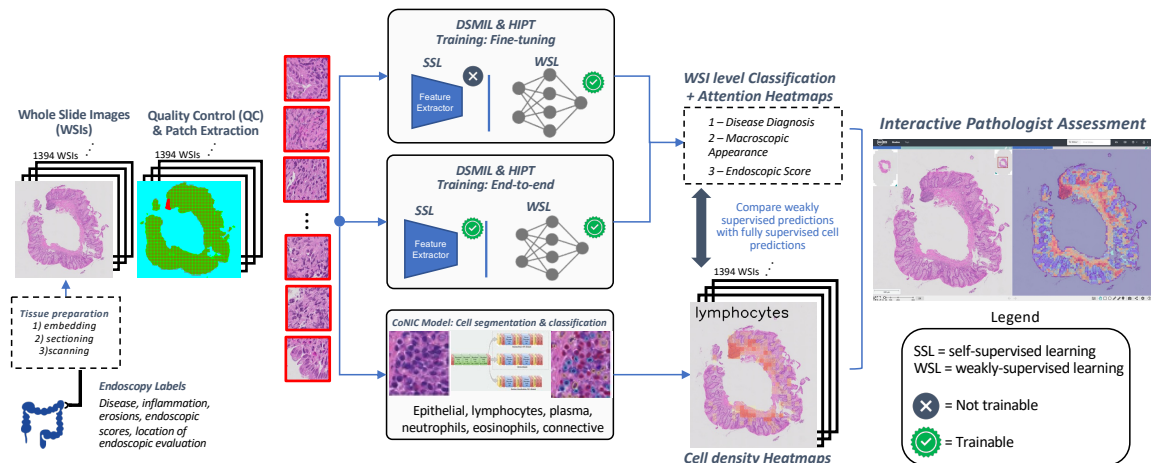 Whole Slide Images
(WSIs)
1394 WSIs
Quality Control (QC)
& Patch Extraction
1394 WSIs
Tissue preparation
1) embedding
2) sectioning
3)scanning
Endoscopy Labels
Disease, inflammation,
erosions, endoscopic
scores, location of
endoscopic evaluation
DSMIL & HIPT
Training: Fine-tuning
SSL
WSL
Feature
Extractor
DSMIL & HIPT
Training: End-to-end
SSL
WSL
Feature
Extractor
CoNIC Model: Cell segmentation & classification
Epithelial, lymphocytes, plasma,
neutrophils, eosinophils, connective
WSI level Classification
+ Attention Heatmaps
1 – Disease Diagnosis
2 – Macroscopic
Appearance
3 – Endoscopic Score
Compare weakly
supervised predictions
with fully supervised cell
predictions
1394 WSIs
lymphocytes
Cell density Heatmaps
Interactive Pathologist Assessment
Legend
SSL = self-supervised learning
WSL = weakly-supervised learning
= Not trainable
= Trainable